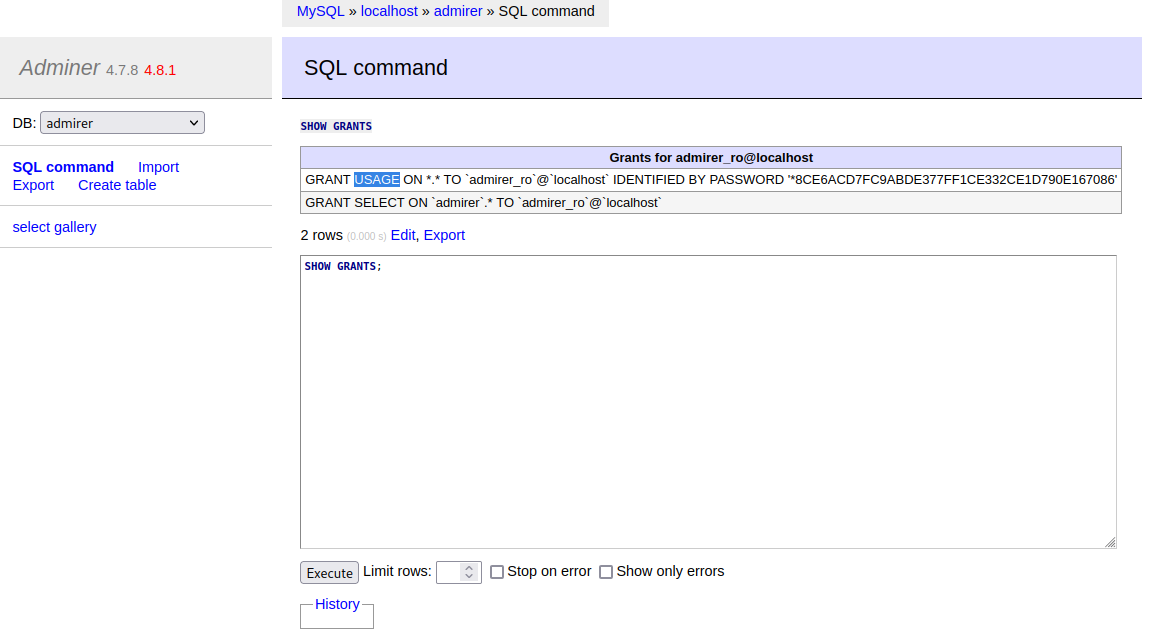 MySQL » localhost » admirer » SQL command
Adminer 4.7.8 4.8.1
SQL command
DB: admirer
SQL command Import
Export Create table
select gallery
SHOW GRANTS
Grants for admirer_ro@localhost
GRANT USAGE ON *.* TO `admirer_ro`@`localhost` IDENTIFIED BY PASSWORD '*8CE6ACD7FC9ABDE377FF1CE332CE1D790E167086'
GRANT SELECT ON `admirer`.* TO `admirer_ro`@`localhost`
2 rows (0.000 s) Edit, Export
SHOW GRANTS;
Execute Limit rows: Stop on error Show only errors
History